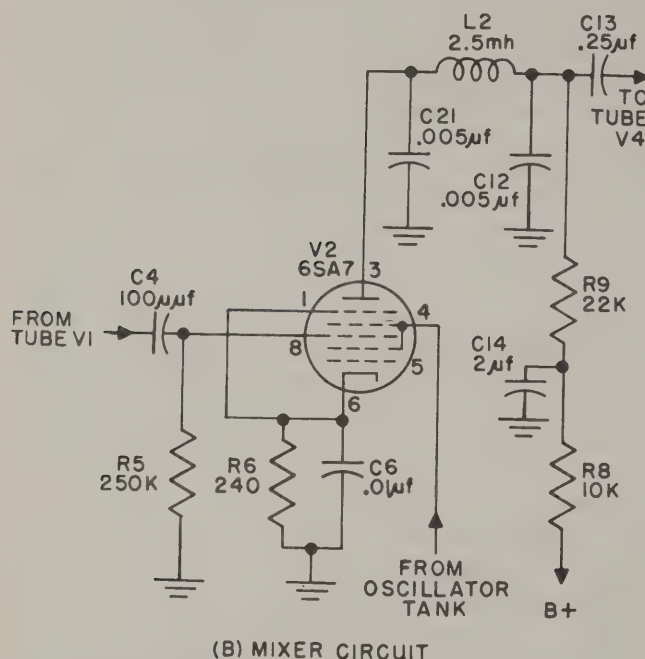 L2
2.5mh
C13
.25µf
TO
TUBE
V4
C21
.005µf
C12
.005µf
V2
6SA7
3
C4
100µµf
1
4
R9
22K
FROM
TUBE V1
8
5
C14
2µf
6
R5
250K
R6
240
C6
.01µf
R8
10K
FROM
OSCILLATOR
TANK
B+
(B) MIXER CIRCUIT